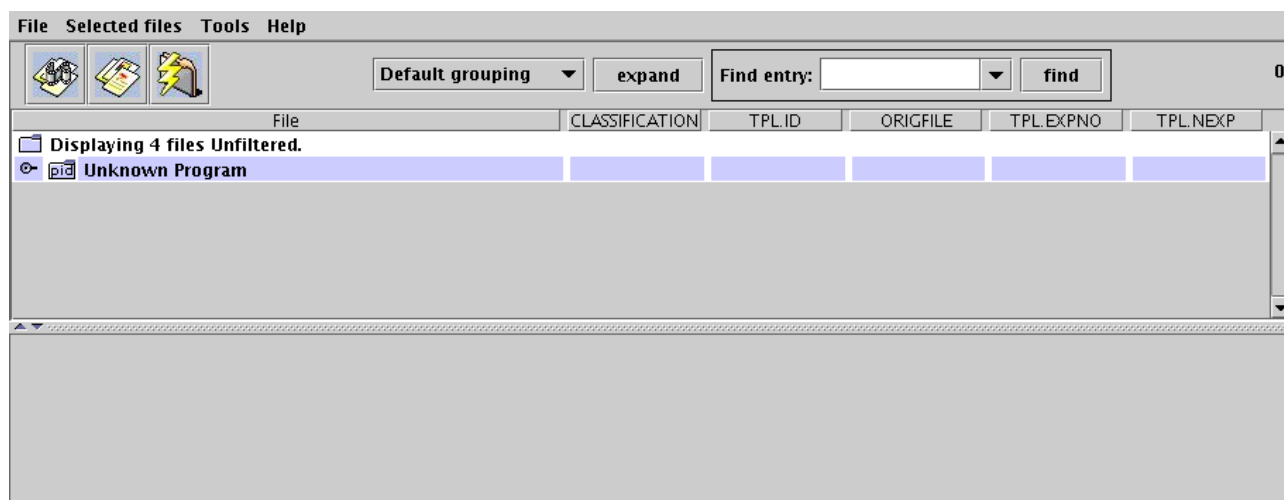 File Selected files Tools Help
Default grouping expand Find entry: find 0
File CLASSIFICATION TPL.ID ORIGFILE TPL.EXPNO TPL.NEXP
Displaying 4 files Unfiltered.
pid Unknown Program